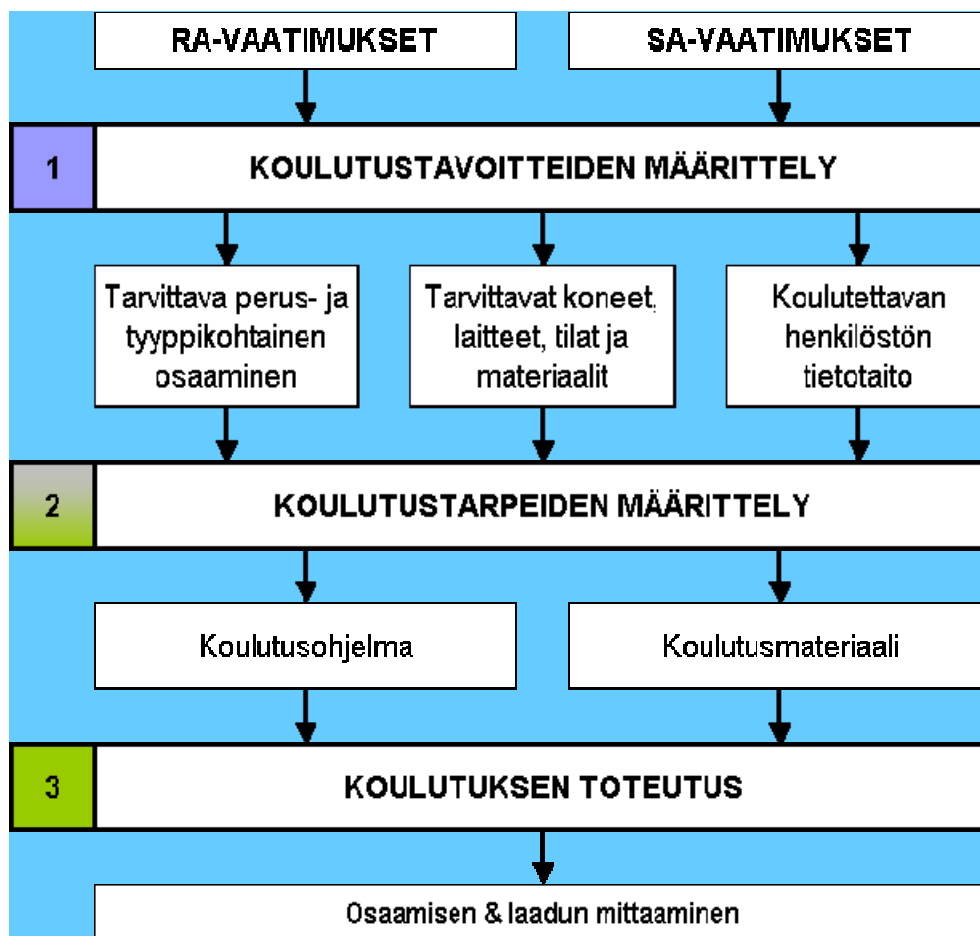 RA-VAATIMUKSET
SA-VAATIMUKSET
1
KOULUTUSTAVOITTEIDEN MÄÄRITTELY
Tarvittava perus- ja
tyyppikohtainen
osaaminen
Tarvittavat koneet,
laitteet, tilat ja
materiaalit
Koulutettavan
henkilöstön
tietotaito
2
KOULUTUSTARPEIDEN MÄÄRITTELY
Koulutusohjelma
Koulutusmateriaali
3
KOULUTUKSEN TOTEUTUS
Osaamisen & laadun mittaaminen